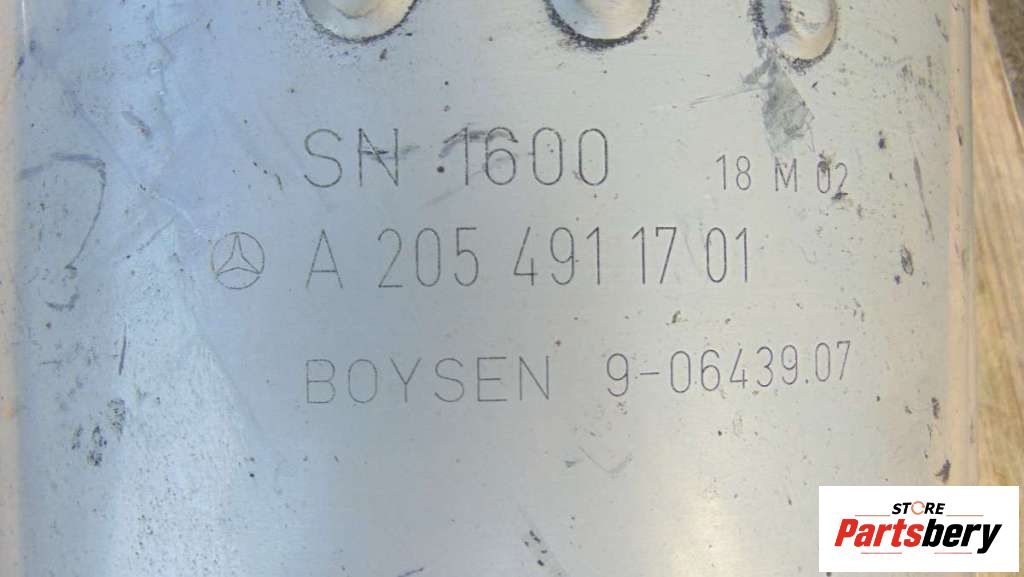 SN 1600 18 M 02
A 205 491 17 01
BOYSEN 9-06439.07
STORE
Partsbery